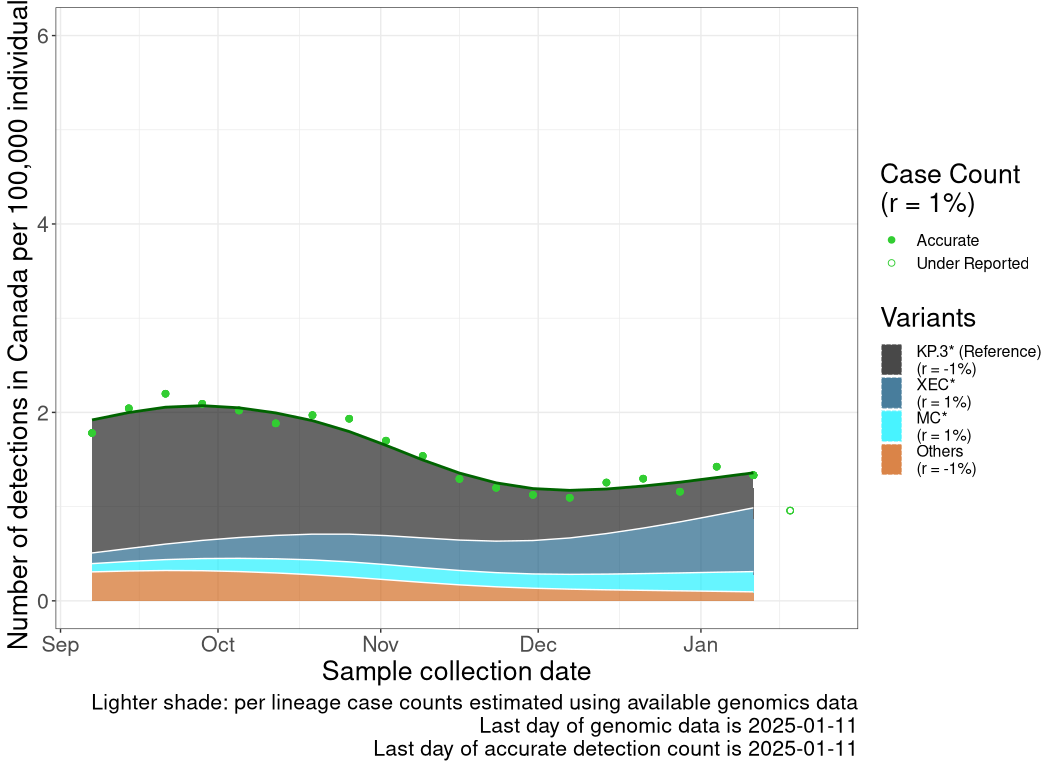 Number of detections in Canada per 100,000 individual
6
4
2
0
Sep
Oct
Nov
Dec
Jan
Sample collection date
Lighter shade: per lineage case counts estimated using available genomics data
Last day of genomic data is 2025-01-11
Last day of accurate detection count is 2025-01-11
Case Count
(r = 1%)
Accurate
Under Reported
Variants
KP.3* (Reference)
(r = -1%)
XEC*
(r = 1%)
MC*
(r = 1%)
Others
(r = -1%)